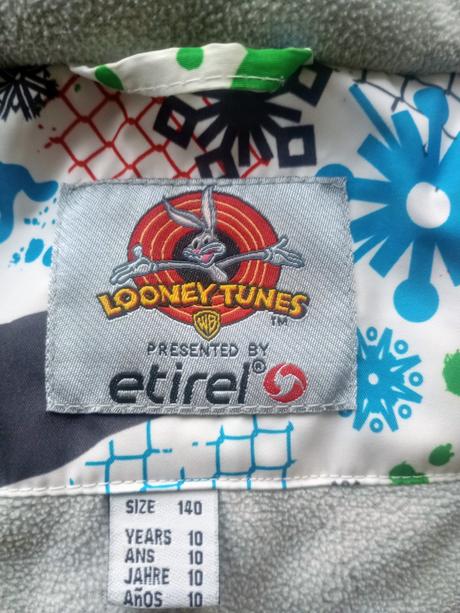 LOONEY TUNES
WB
TM
PRESENTED BY
etirel®
SIZE 140
YEARS 10
ANS 10
JAHRE 10
AÑOS 10